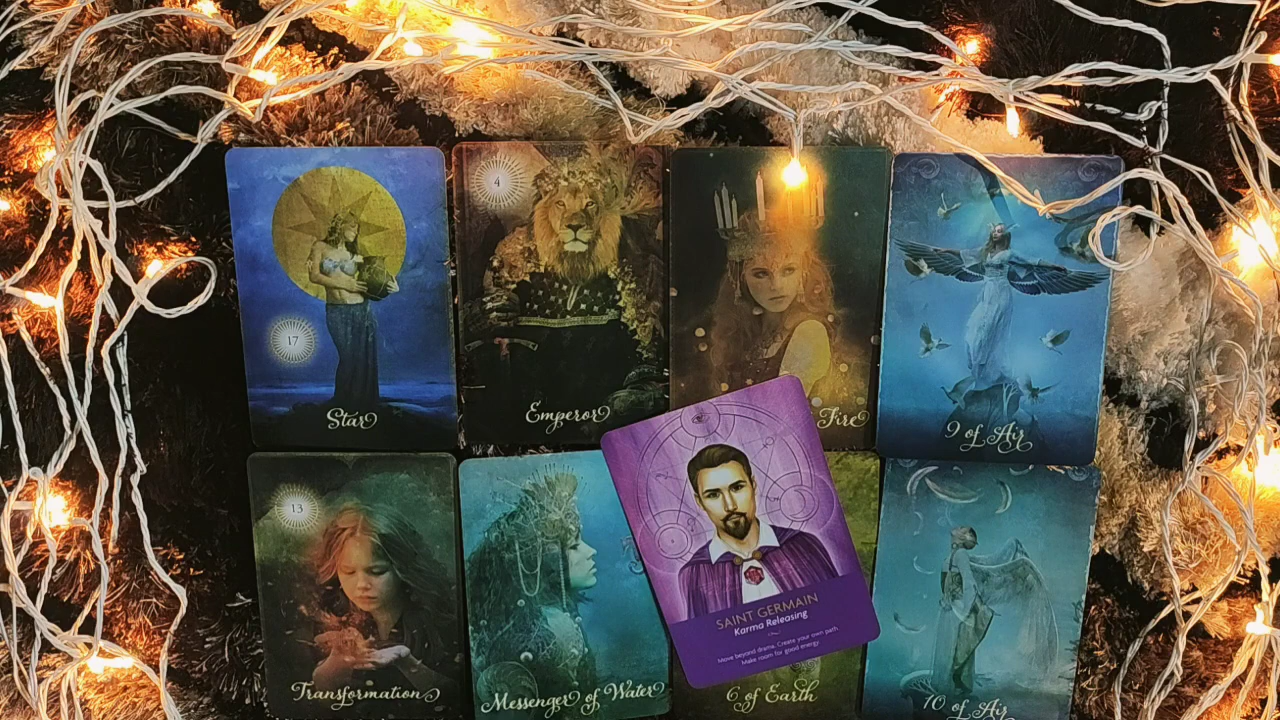 17
Star
4
Emperor
Fire
9 of Air
13
Transformation
Messenger of Water
SAINT GERMAIN
Karma Releasing
Move beyond drama. Create your own path.
Make room for good energy
6 of Earth
10 of Air